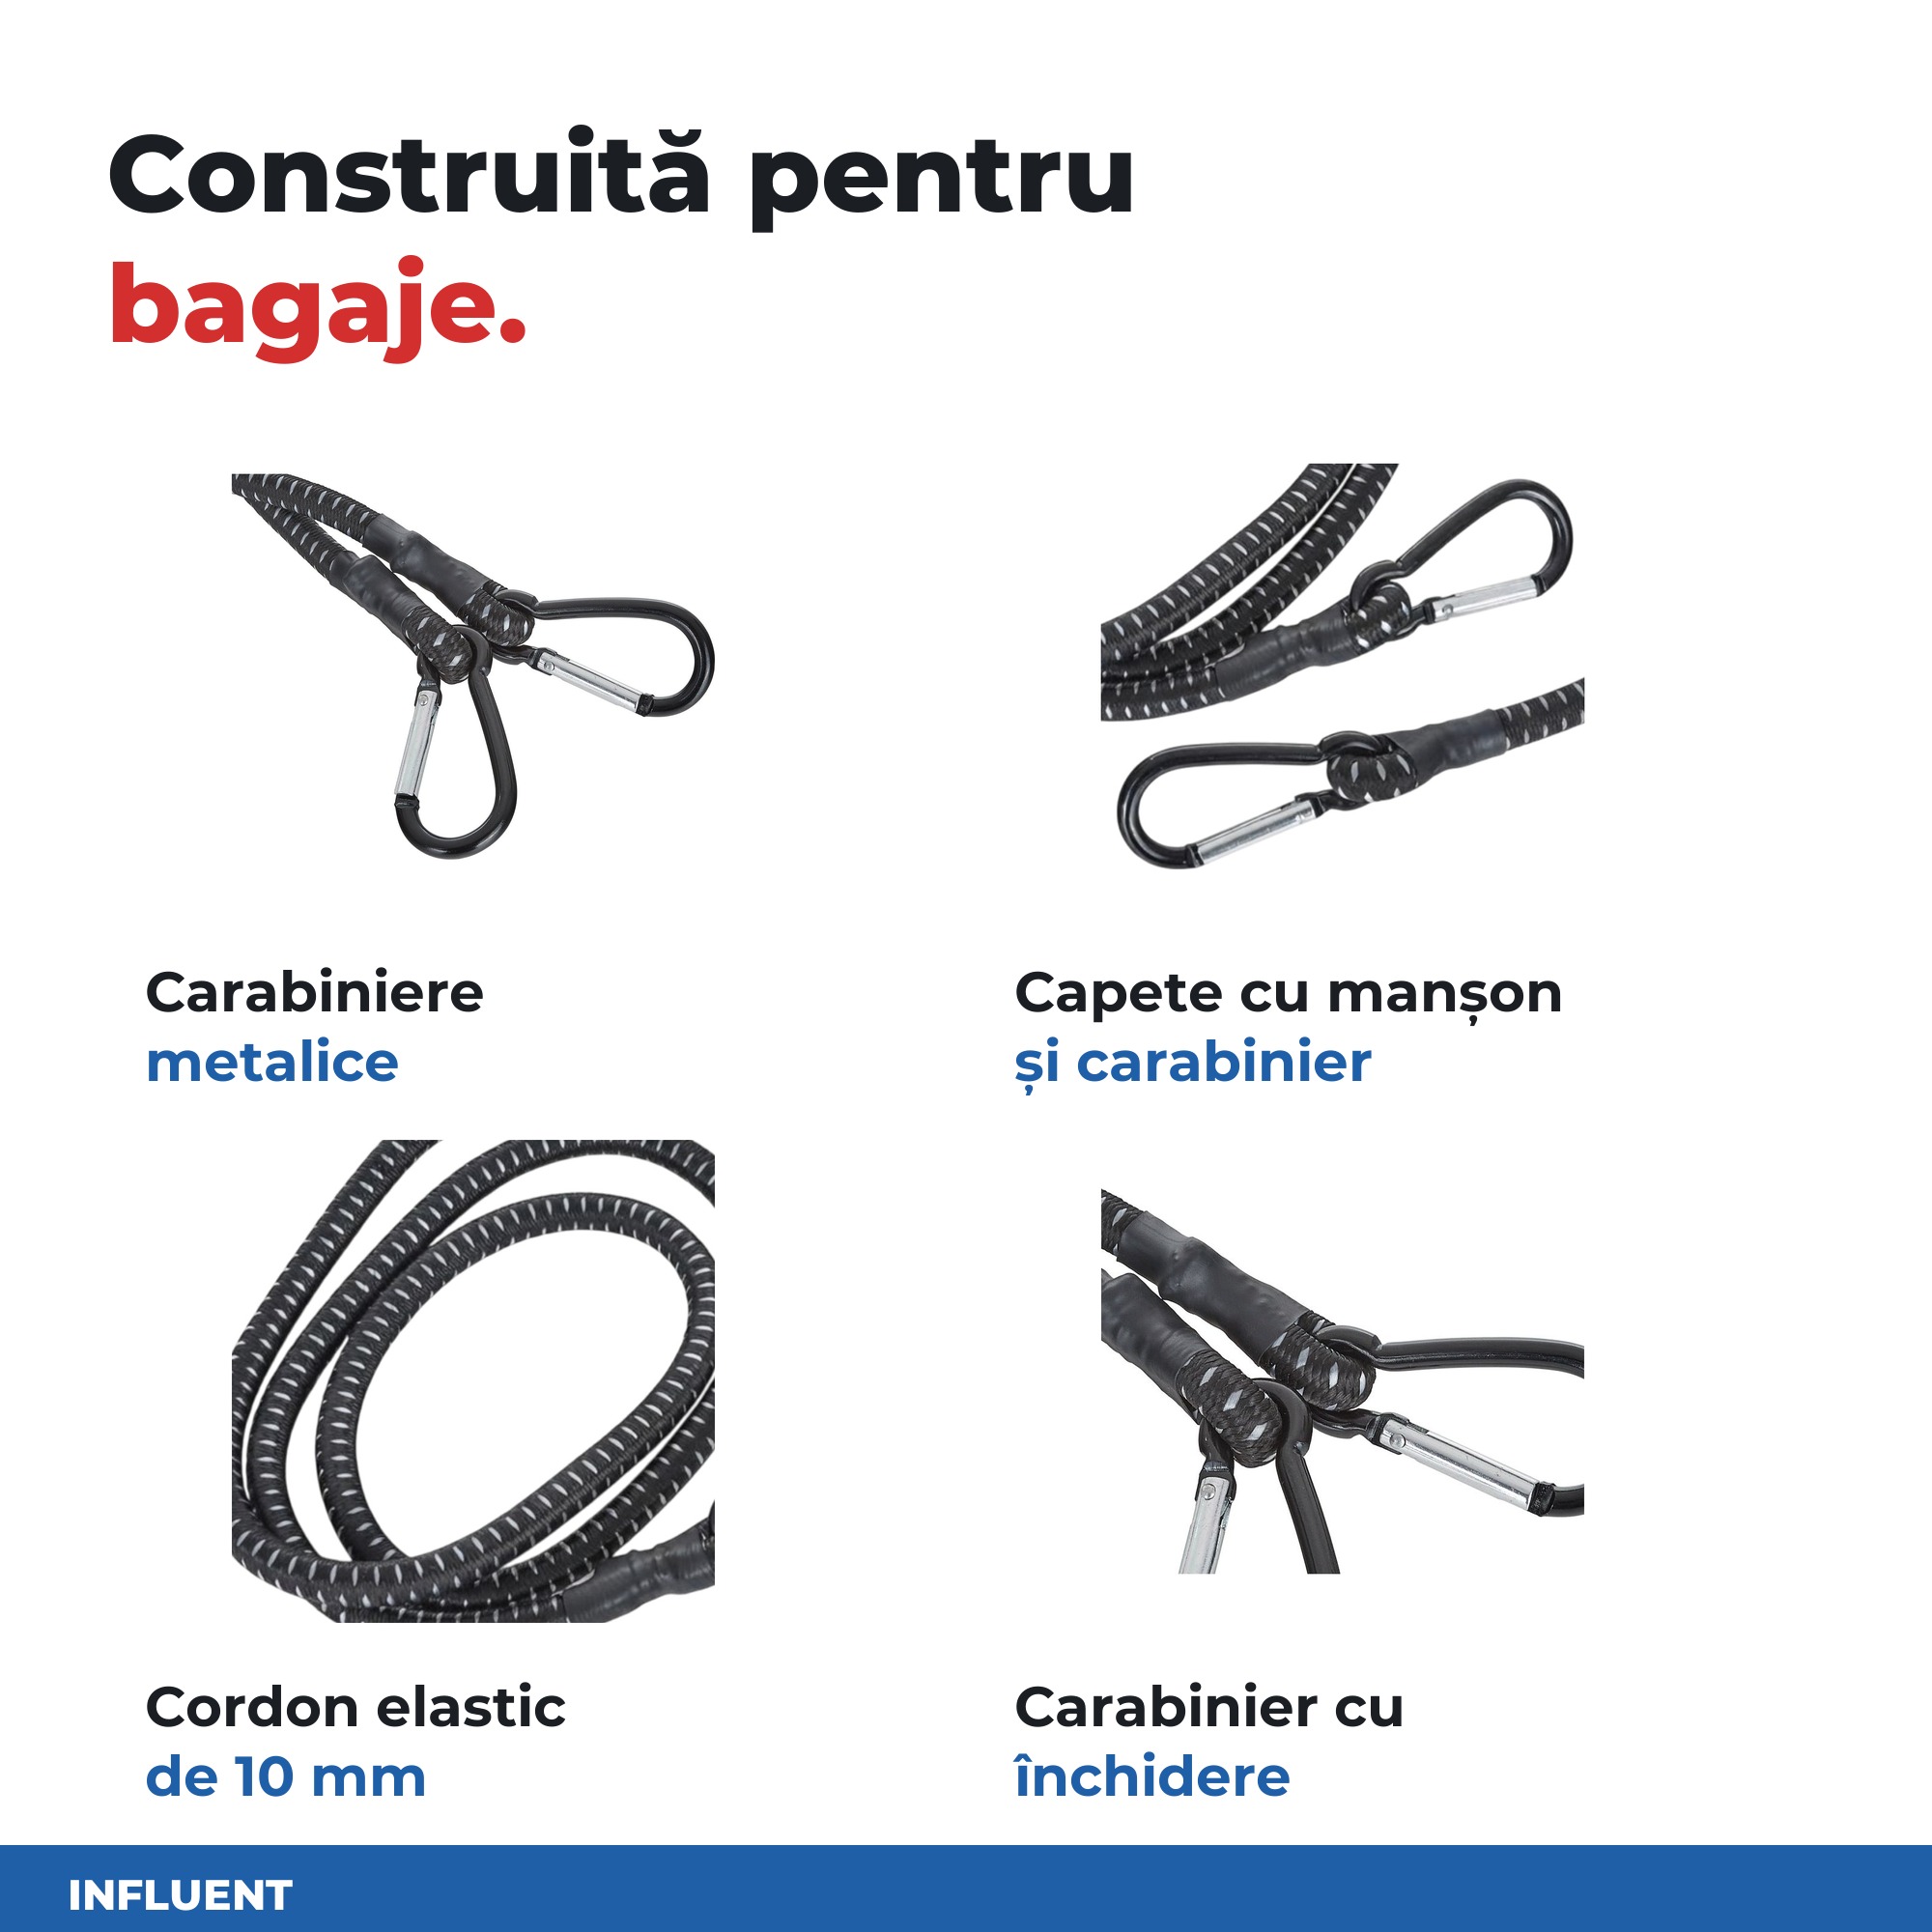 Construită pentru
bagaje.
Carabiniere
metalice
Capete cu manșon
și carabinier
Cordon elastic
de 10 mm
Carabinier cu
închidere
INFLUENT